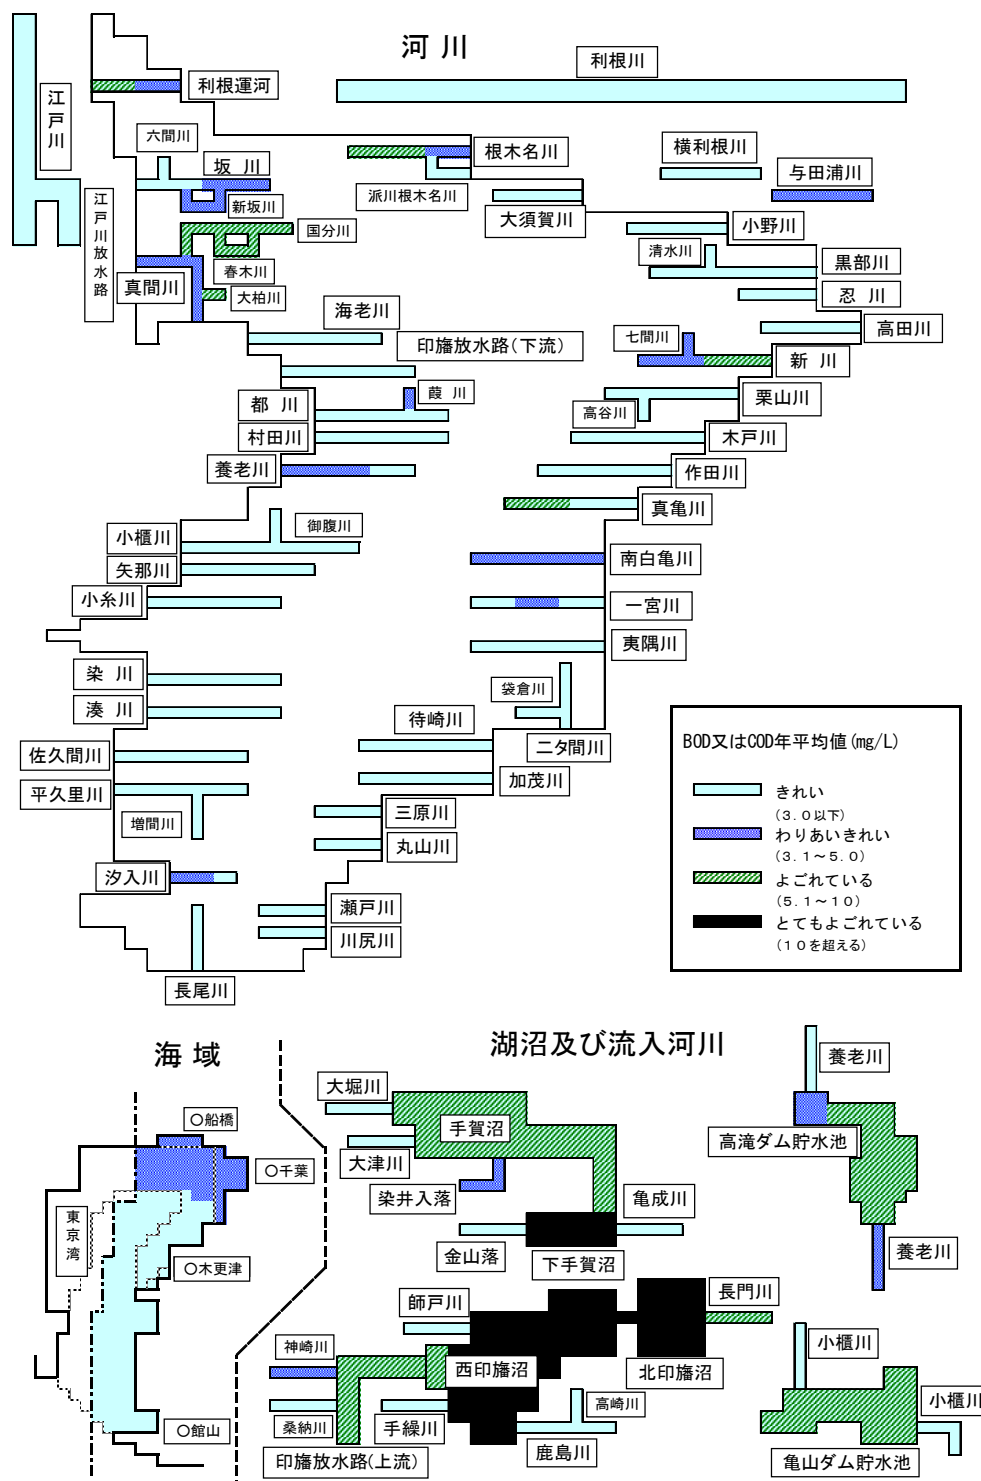 河川
利根川
江戸川
利根運河
六間川
坂川
根木名川
横利根川
与田浦川
江戸川放水路
新坂川
派川根木名川
大須賀川
国分川
小野川
春木川
清水川
黒部川
真間川
大柏川
忍川
海老川
高田川
印旛放水路(下流)
七間川
新川
葭川
都川
高谷川
栗山川
村田川
木戸川
養老川
作田川
真亀川
御腹川
小櫃川
南白亀川
矢那川
小糸川
一宮川
夷隅川
染川
袋倉川
湊川
待崎川
二タ間川
佐久間川
加茂川
平久里川
三原川
増間川
丸山川
汐入川
瀬戸川
川尻川
長尾川
BOD又はCOD年平均値(mg/L)
きれい
(3.0以下)
わりあいきれい
(3.1～5.0)
よごれている
(5.1～10)
とてもよごれている
(10を超える)
海域
○船橋
○千葉
東京湾
○木更津
○館山
湖沼及び流入河川
大堀川
手賀沼
大津川
染井入落
亀成川
金山落
下手賀沼
養老川
高滝ダム貯水池
養老川
師戸川
長門川
神崎川
西印旛沼
北印旛沼
桑納川
手繰川
高崎川
印旛放水路(上流)
鹿島川
小櫃川
小櫃川
亀山ダム貯水池